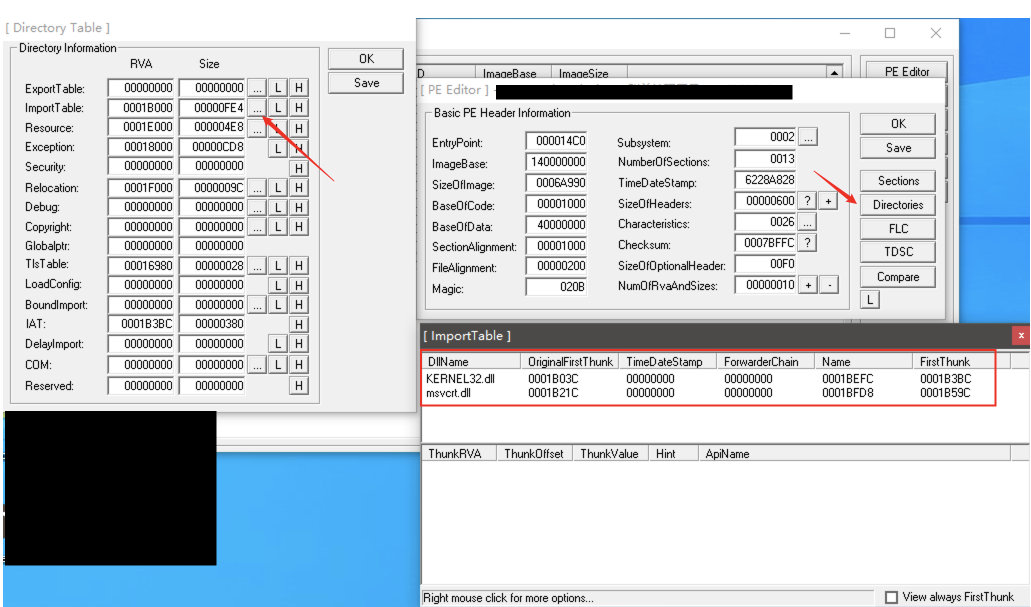 [ Directory Table ]
Directory Information
RVA Size
OK
Save
ExportTable: 00000000 00000000 ... L H
ImportTable: 0001B000 00000FE4 ... L H
Resource: 0001E000 000004E8 ... L H
Exception: 00018000 00000CD8 L H
Security: 00000000 00000000 H
Relocation: 0001F000 0000009C ... L H
Debug: 00000000 00000000 ... L H
Copyright: 00000000 00000000 ... L H
Globalptr: 00000000 00000000
TlsTable: 00016980 00000028 ... L H
LoadConfig: 00000000 00000000 L H
BoundImport: 00000000 00000000 ... L H
IAT: 0001B3BC 00000380 H
DelayImport: 00000000 00000000 L H
COM: 00000000 00000000 ... L H
Reserved: 00000000 00000000 H
ImageBase ImageSize
PE Editor
[ PE Editor ] -
Basic PE Header Information
EntryPoint: 000014C0 Subsystem: 0002 ...
ImageBase: 140000000 NumberOfSections: 0013
SizeOfImage: 0006A990 TimeDateStamp: 6228A828
BaseOfCode: 00001000 SizeOfHeaders: 00000600 ? +
BaseOfData: 40000000 Characteristics: 0026 ...
SectionAlignment: 00001000 Checksum: 0007BFFC ?
FileAlignment: 00000200 SizeOfOptionalHeader: 00F0
Magic: 020B NumOfRvaAndSizes: 00000010 + -
OK
Save
Sections
Directories
FLC
TDSC
Compare
L
[ ImportTable ]
x
DllName OriginalFirstThunk TimeDateStamp ForwarderChain Name FirstThunk
KERNEL32.dll 0001B03C 00000000 00000000 0001BEFC 0001B3BC
msvcrt.dll 0001B21C 00000000 00000000 0001BFD8 0001B59C
ThunkRVA ThunkOffset ThunkValue Hint ApiName
Right mouse click for more options...
View always FirstThunk